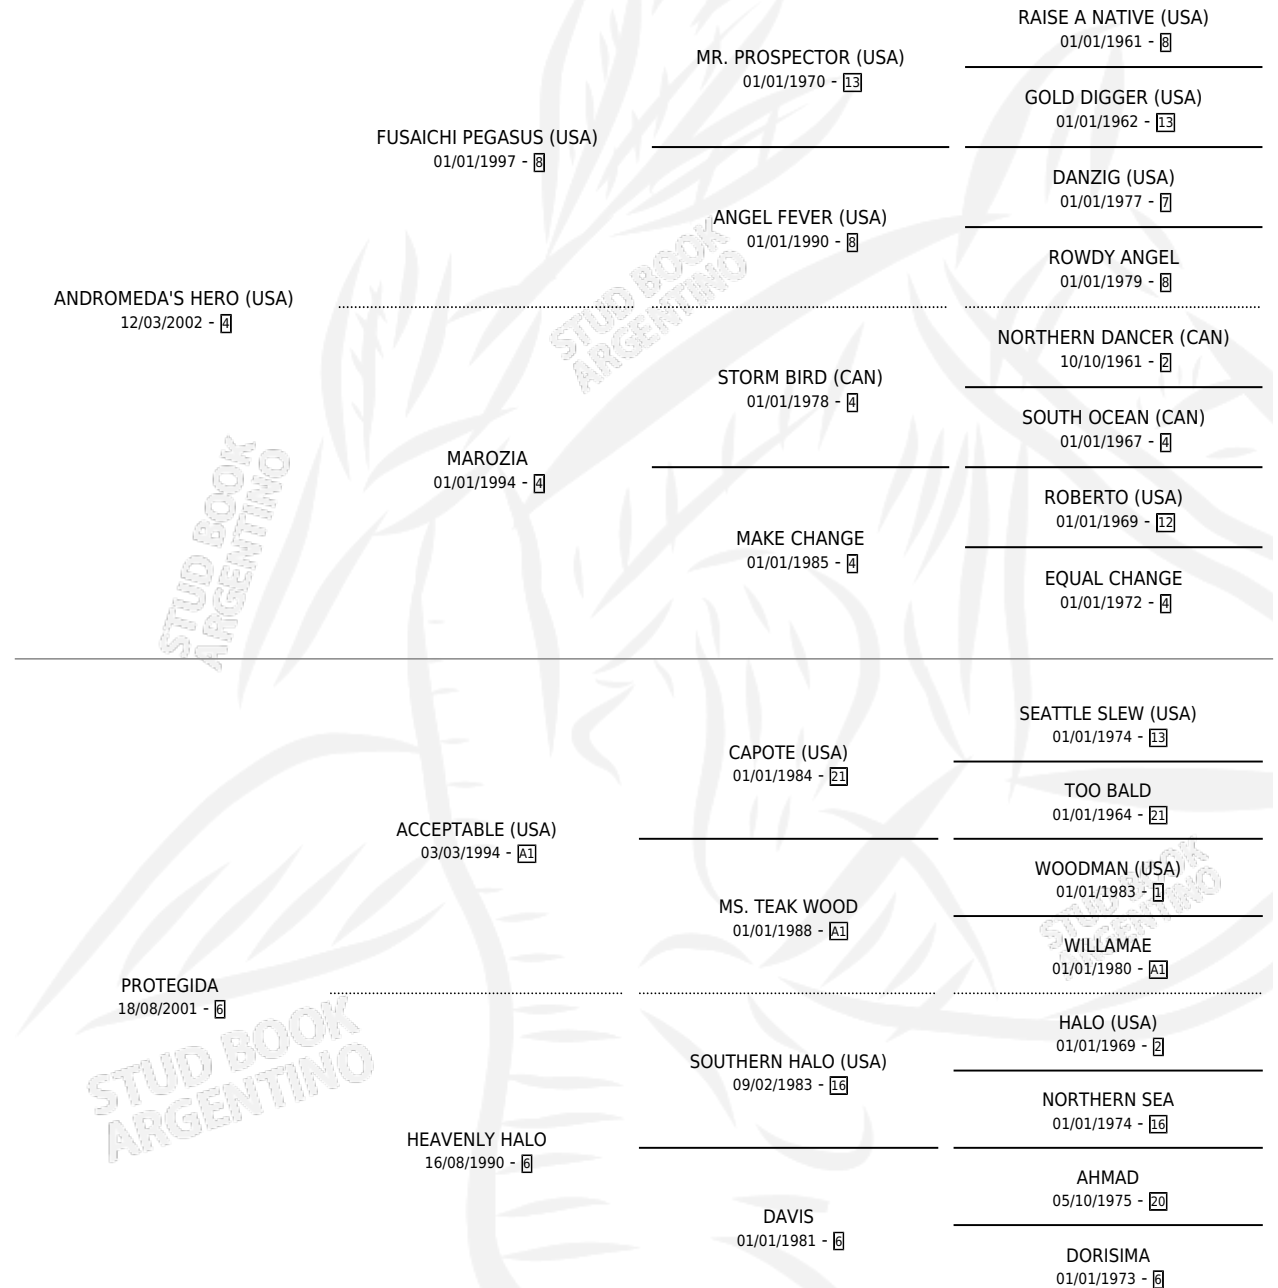 RAISE A NATIVE (USA)
01/01/1961 - 8
MR. PROSPECTOR (USA)
01/01/1970 - 13
GOLD DIGGER (USA)
01/01/1962 - 13
FUSAICHI PEGASUS (USA)
01/01/1997 - 8
DANZIG (USA)
01/01/1977 - 7
ANGEL FEVER (USA)
01/01/1990 - 8
ROWDY ANGEL
01/01/1979 - 8
ANDROMEDA'S HERO (USA)
12/03/2002 - 4
STUD BOOK
ARGENTINO
NORTHERN DANCER (CAN)
10/10/1961 - 2
STORM BIRD (CAN)
01/01/1978 - 4
SOUTH OCEAN (CAN)
01/01/1967 - 4
MAROZIA
01/01/1994 - 4
ROBERTO (USA)
01/01/1969 - 12
MAKE CHANGE
01/01/1985 - 4
EQUAL CHANGE
01/01/1972 - 4
STUD BOOK
ARGENTINO
SEATTLE SLEW (USA)
01/01/1974 - 13
CAPOTE (USA)
01/01/1984 - 21
TOO BALD
01/01/1964 - 21
ACCEPTABLE (USA)
03/03/1994 - A1
WOODMAN (USA)
01/01/1983 - 1
MS. TEAK WOOD
01/01/1988 - A1
WILLAMAE
01/01/1980 - A1
STUD BOOK
ARGENTINO
PROTEGIDA
18/08/2001 - 6
HALO (USA)
01/01/1969 - 2
SOUTHERN HALO (USA)
09/02/1983 - 16
NORTHERN SEA
01/01/1974 - 16
STUD BOOK
ARGENTINO
HEAVENLY HALO
16/08/1990 - 6
AHMAD
05/10/1975 - 20
DAVIS
01/01/1981 - 6
DORISIMA
01/01/1973 - 6